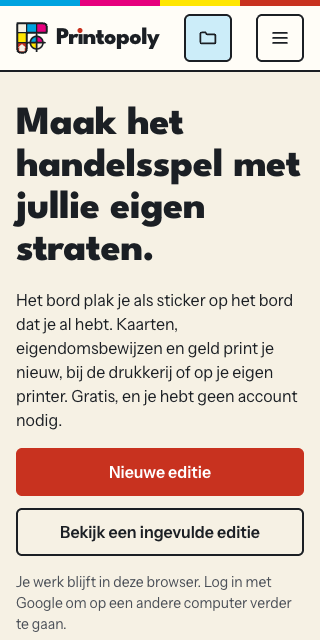 Printopoly
Maak het
handelsspel met
jullie eigen
straten.
Het bord plak je als sticker op het bord
dat je al hebt. Kaarten,
eigendomsbewijzen en geld print je
nieuw, bij de drukkerij of op je eigen
printer. Gratis, en je hebt geen account
nodig.
Nieuwe editie
Bekijk een ingevulde editie
Je werk blijft in deze browser. Log in met
Google om op een andere computer verder
te gaan.